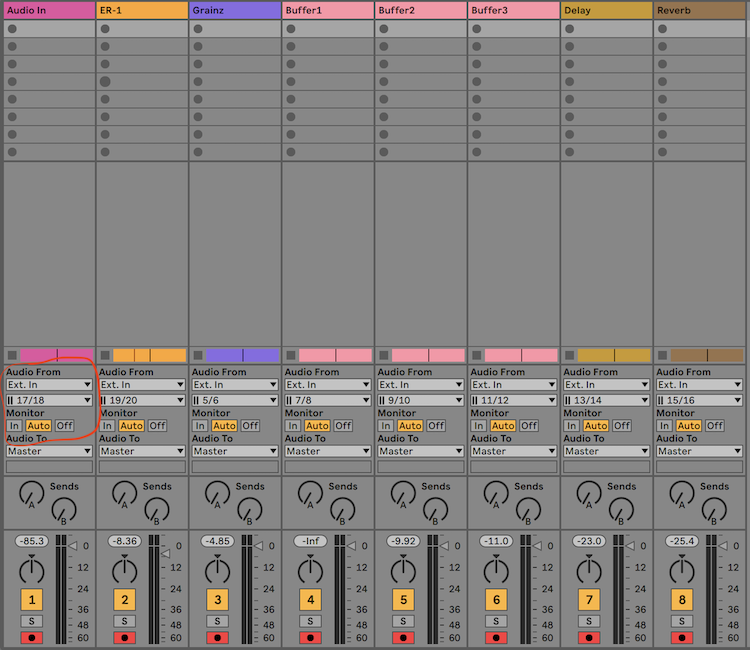 Audio In ER-1 Grainz Buffer1 Buffer2 Buffer3 Delay Reverb
Audio From Audio From Audio From Audio From Audio From Audio From Audio From Audio From
Ext. In Ext. In Ext. In Ext. In Ext. In Ext. In Ext. In Ext. In
17/18 19/20 5/6 7/8 9/10 11/12 13/14 15/16
Monitor Monitor Monitor Monitor Monitor Monitor Monitor Monitor
In Auto Off In Auto Off In Auto Off In Auto Off In Auto Off In Auto Off In Auto Off In Auto Off
Audio To Audio To Audio To Audio To Audio To Audio To Audio To Audio To
Master Master Master Master Master Master Master Master
Sends Sends Sends Sends Sends Sends Sends Sends
A A A A A A A A
B B B B B B B B
-85.3 0 -8.36 0 -4.85 0 -Inf 0 -9.92 0 -11.0 0 -23.0 0 -25.4 0
12 12 12 12 12 12 12 12
24 24 24 24 24 24 24 24
1 2 3 4 5 6 7 8
36 36 36 36 36 36 36 36
S 48 S 48 S 48 S 48 S 48 S 48 S 48 S 48
60 60 60 60 60 60 60 60